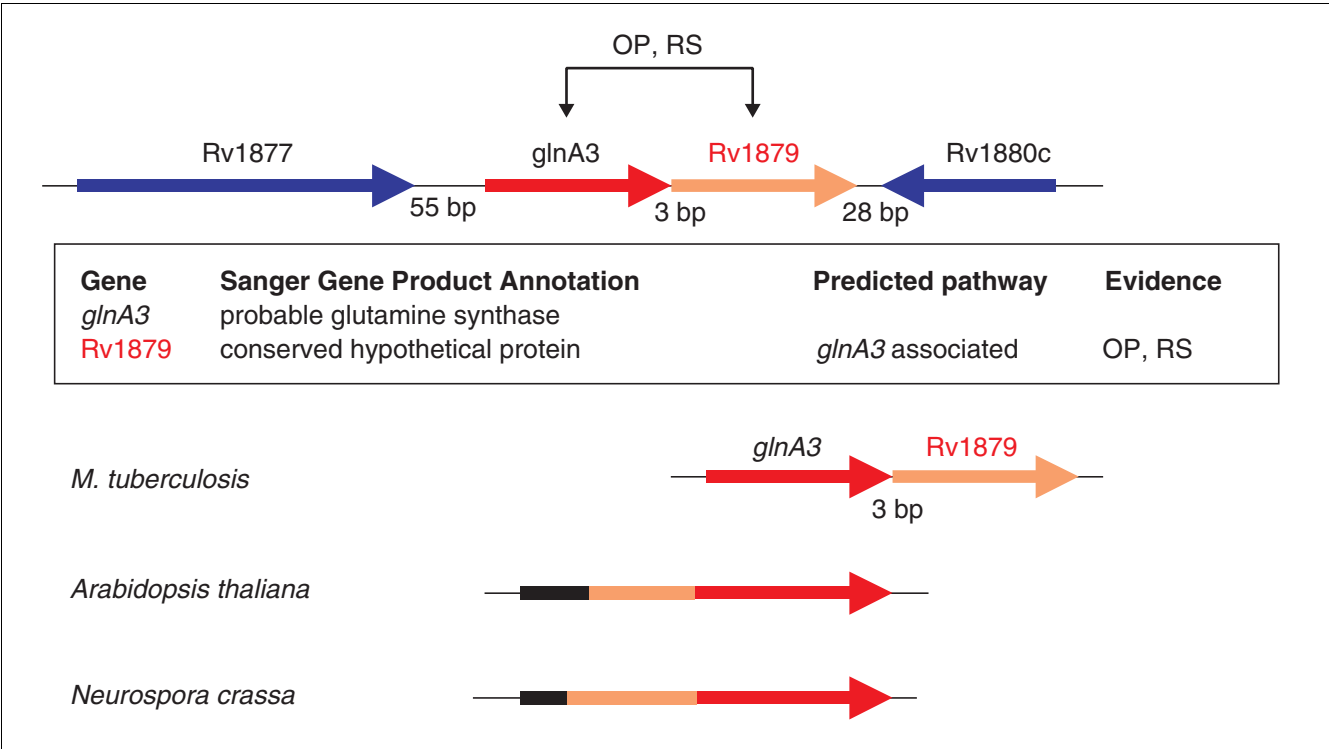 OP, RS
Rv1877 glnA3 Rv1879 Rv1880c
55 bp 3 bp 28 bp
Gene Sanger Gene Product Annotation Predicted pathway Evidence
glnA3 probable glutamine synthase
Rv1879 conserved hypothetical protein glnA3 associated OP, RS
glnA3 Rv1879
M. tuberculosis
3 bp
Arabidopsis thaliana
Neurospora crassa